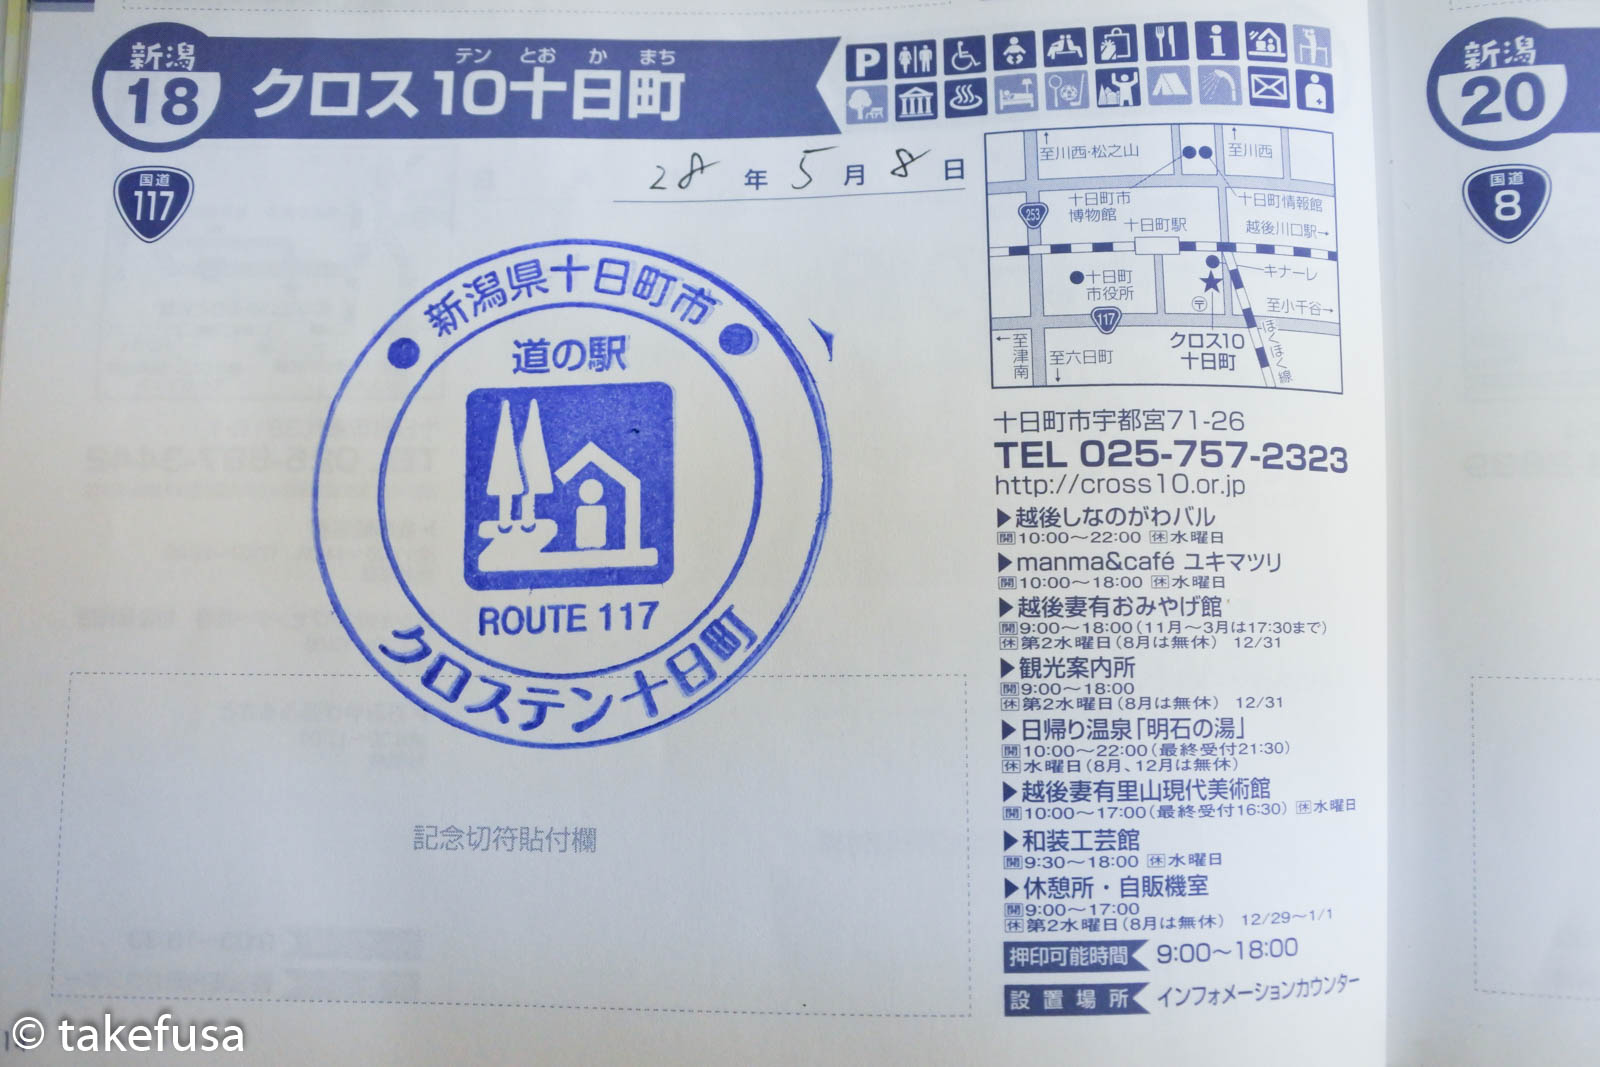 新潟
18
テン とお か まち
クロス10十日町
国道
117
28年5月8日
新潟県十日町市
道の駅
ROUTE 117
クロステン十日町
記念切符貼付欄
至川西・松之山
至川西
253
十日町市
博物館
十日町情報館
十日町駅
越後川口駅→
十日町
市役所
キナーレ
至小千谷
117
クロス10
十日町
ほくほく線
至津南
至六日町
十日町市宇都宮71-26
TEL 025-757-2323
http://cross10.or.jp
▶越後しなのがわバル
開10:00〜22:00 休水曜日
▶manma&café ユキマツリ
開10:00〜18:00 休水曜日
▶越後妻有おみやげ館
開9:00〜18:00(11月〜3月は17:30まで)
休第2水曜日(8月は無休) 12/31
▶観光案内所
開9:00〜18:00
休第2水曜日(8月は無休) 12/31
▶日帰り温泉「明石の湯」
開10:00〜22:00(最終受付21:30)
休水曜日(8月、12月は無休)
▶越後妻有里山現代美術館
開10:00〜17:00(最終受付16:30) 休水曜日
▶和装工芸館
開9:30〜18:00 休水曜日
▶休憩所・自販機室
開9:00〜17:00
休第2水曜日(8月は無休) 12/29〜1/1
押印可能時間 9:00〜18:00
設置場所 インフォメーションカウンター
新潟
20
国道
8
© takefusa